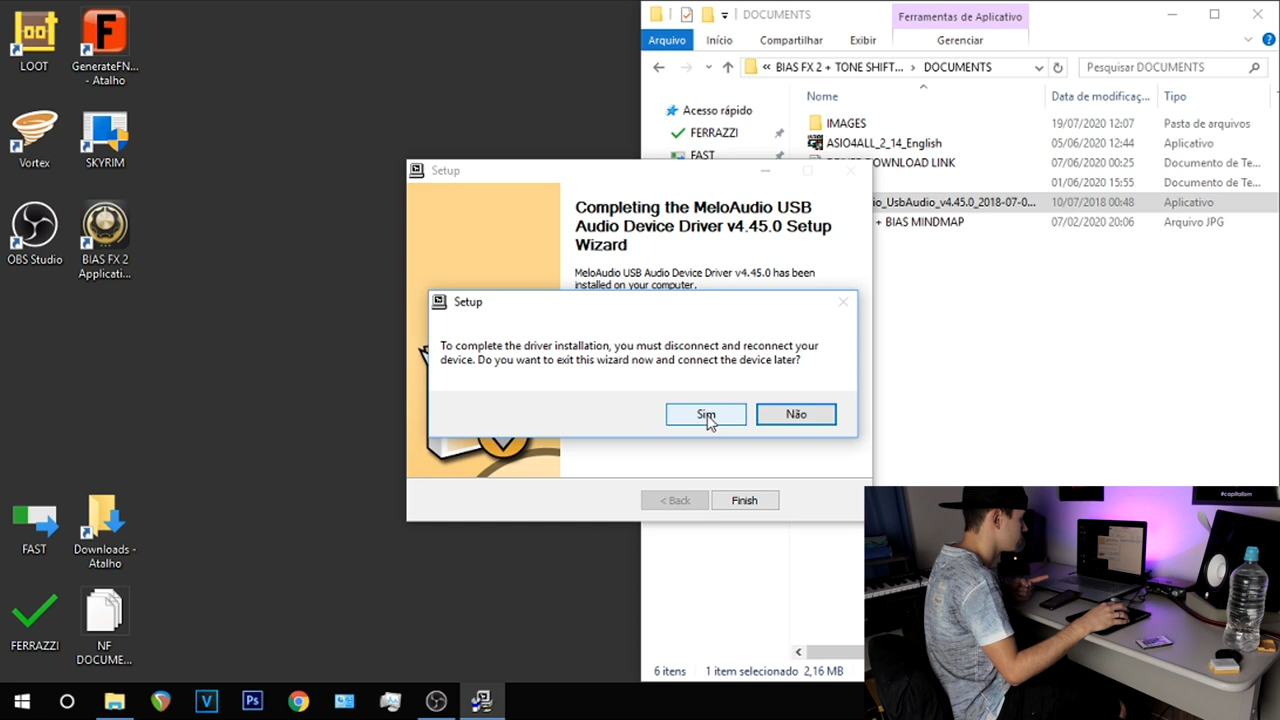 LOOT
GenerateFN...
- Atalho
Vortex
SKYRIM
OBS Studio
BIAS FX 2
Applicati...
FAST
Downloads -
Atalho
FERRAZZI
NF
DOCUME...
DOCUMENTS
Ferramentas de Aplicativo
Arquivo
Início
Compartilhar
Exibir
Gerenciar
« BIAS FX 2 + TONE SHIFT... > DOCUMENTS
Pesquisar DOCUMENTS
Acesso rápido
FERRAZZI
FAST
Nome
Data de modificaç...
Tipo
IMAGES 19/07/2020 12:07 Pasta de arquivos
ASIO4ALL_2_14_English 05/06/2020 12:44 Aplicativo
DOWNLOAD LINK 07/06/2020 00:25 Documento de Te...
01/06/2020 15:55 Documento de Te...
io_UsbAudio_v4.45.0_2018-07-0... 10/07/2018 00:48 Aplicativo
+ BIAS MINDMAP 07/02/2020 20:06 Arquivo JPG
Setup
Completing the MeloAudio USB
Audio Device Driver v4.45.0 Setup
Wizard
MeloAudio USB Audio Device Driver v4.45.0 has been
installed on your computer.
Setup
To complete the driver installation, you must disconnect and reconnect your
device. Do you want to exit this wizard now and connect the device later?
Sim
Não
< Back
Finish
6 itens
1 item selecionado 2,16 MB
#capitalism
V
Ps